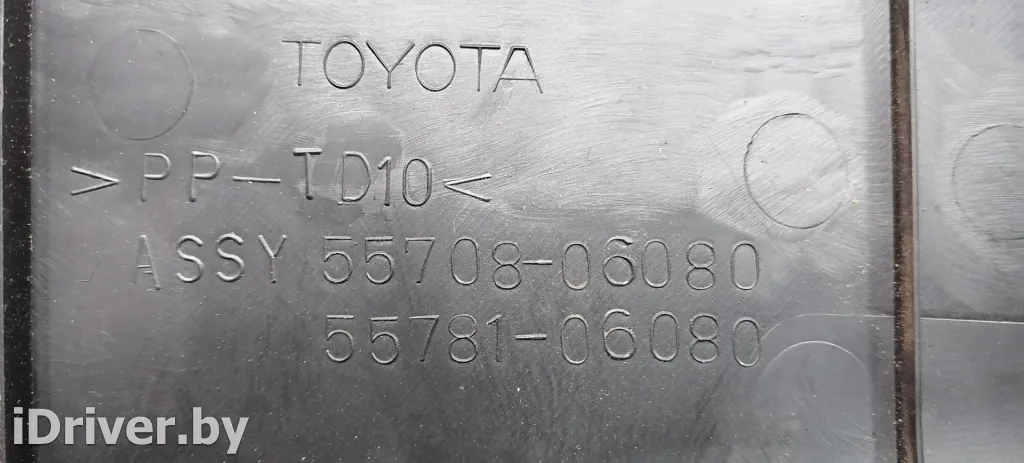 TOYOTA
>PP-TD10<
ASSY 55708-06080
55781-06080
iDriver.by